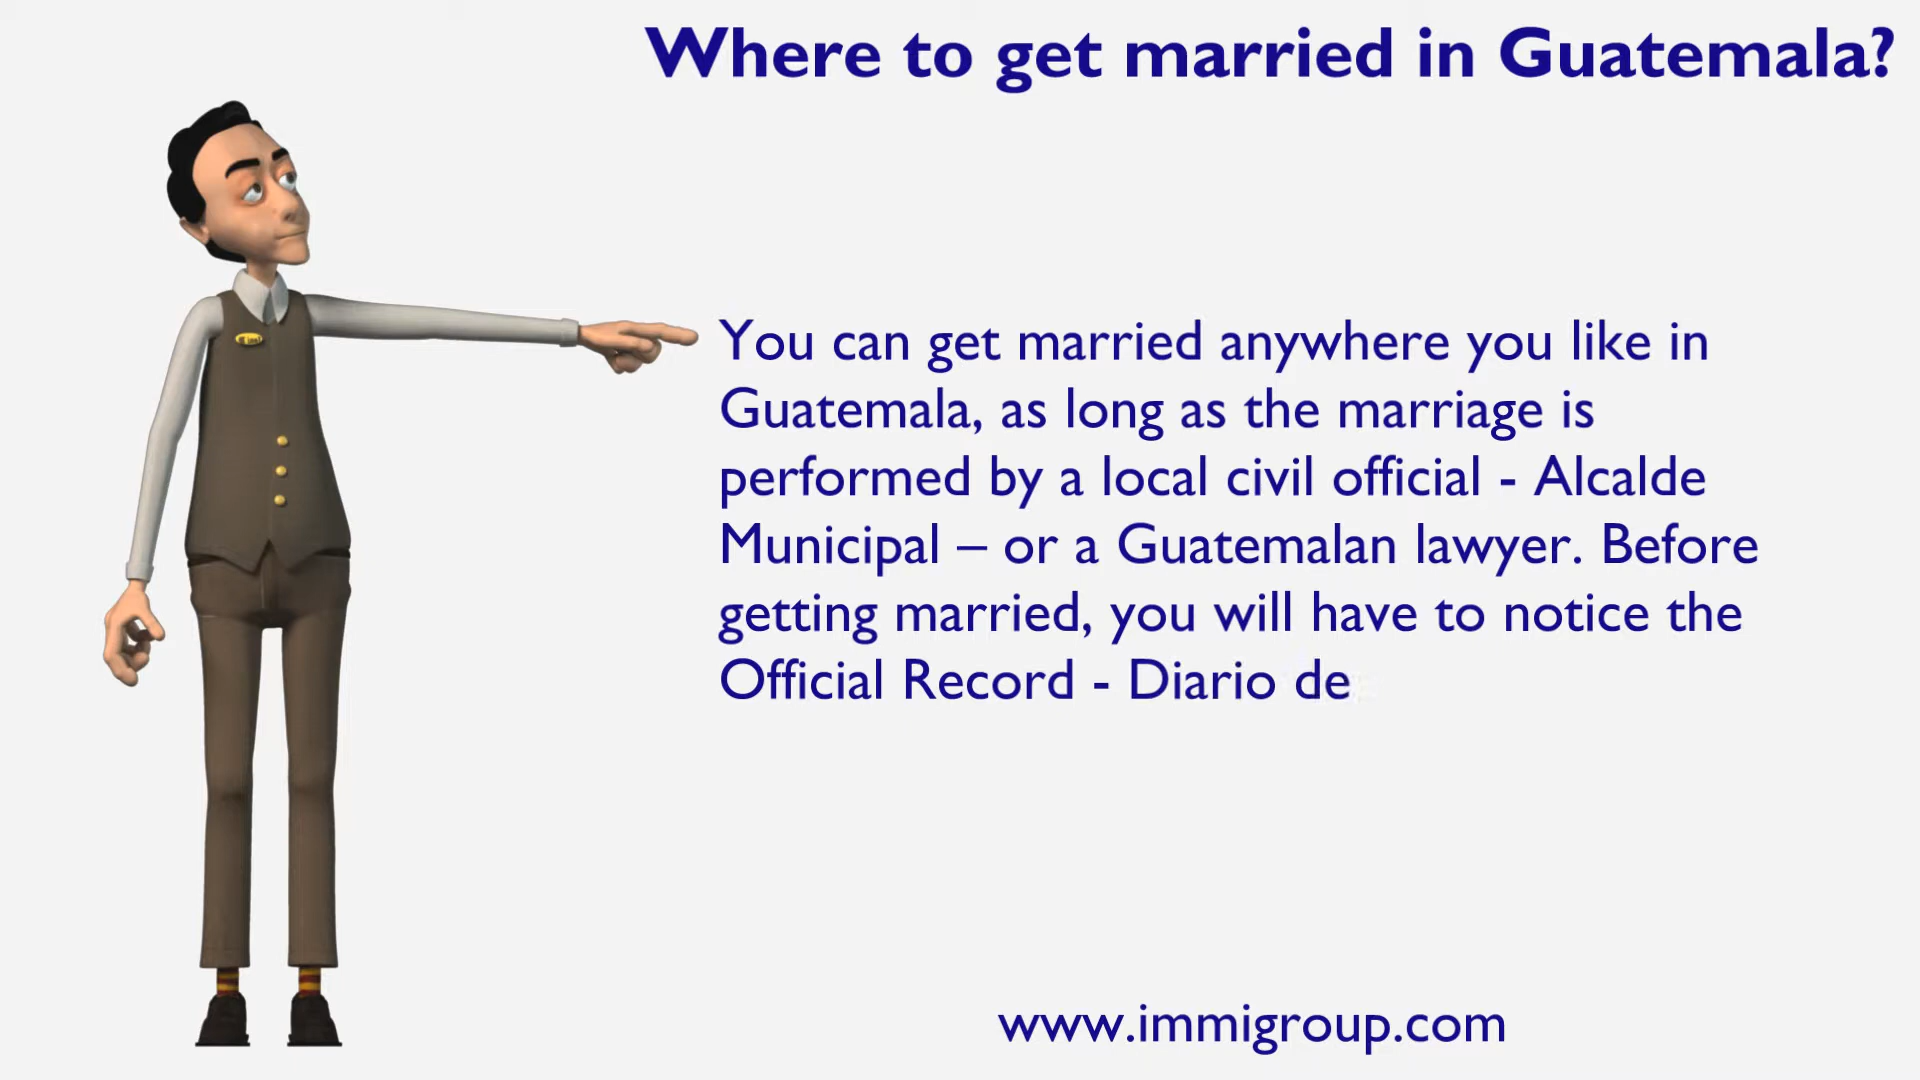 Where to get married in Guatemala?
You can get married anywhere you like in
Guatemala, as long as the marriage is
performed by a local civil official - Alcalde
Municipal – or a Guatemalan lawyer. Before
getting married, you will have to notice the
Official Record - Diario de
www.immigroup.com